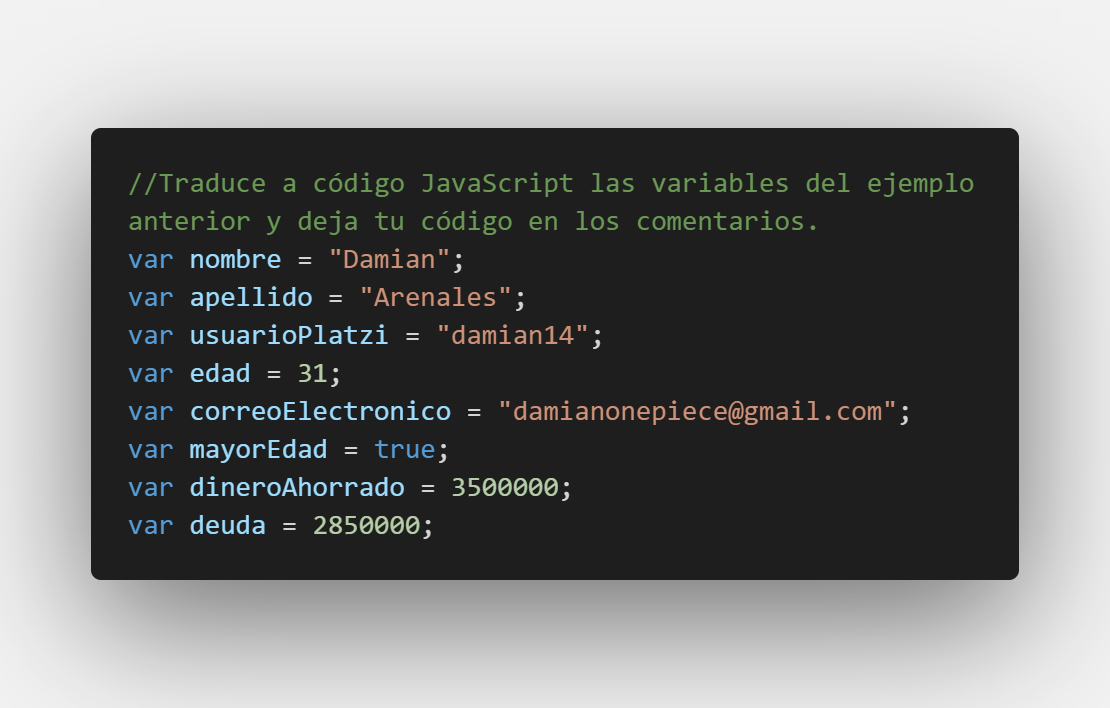 //Traduce a código JavaScript las variables del ejemplo
anterior y deja tu código en los comentarios.
var nombre = "Damian";
var apellido = "Arenales";
var usuarioPlatzi = "damian14";
var edad = 31;
var correoElectronico = "damianonepiece@gmail.com";
var mayorEdad = true;
var dineroAhorrado = 3500000;
var deuda = 2850000;